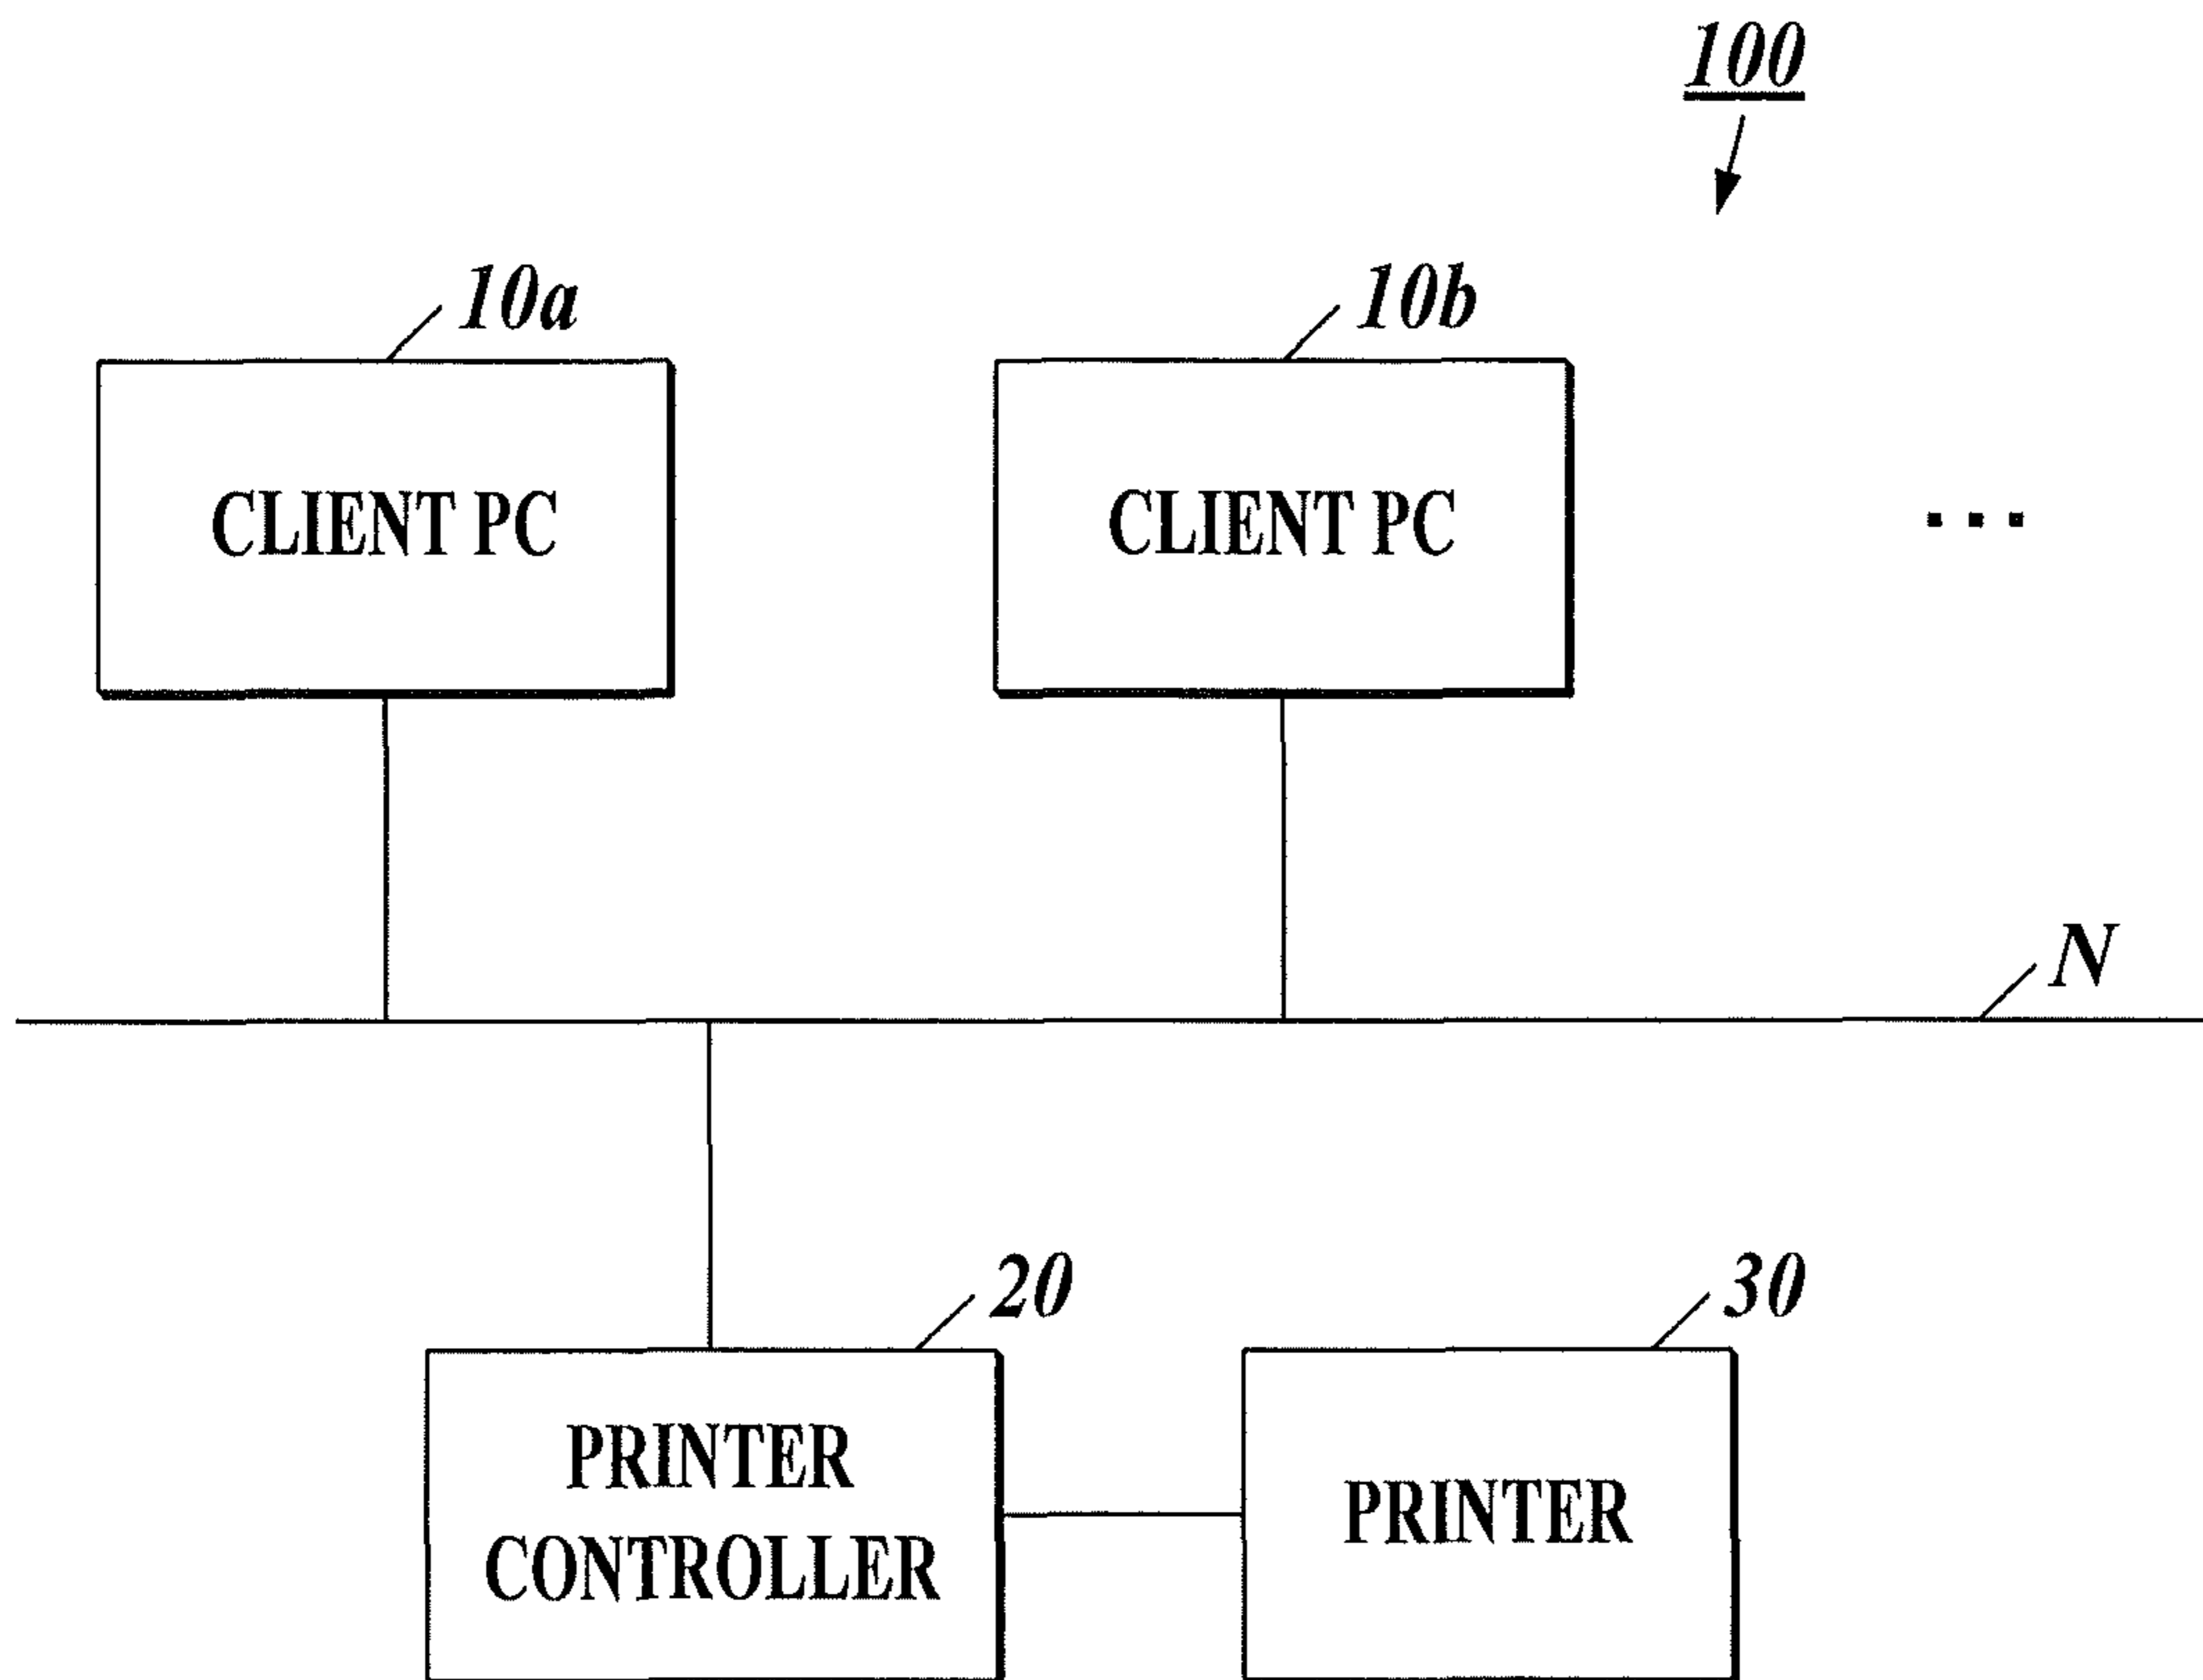 100
10a
10b
CLIENT PC
CLIENT PC
...
N
20
30
PRINTER
CONTROLLER
PRINTER